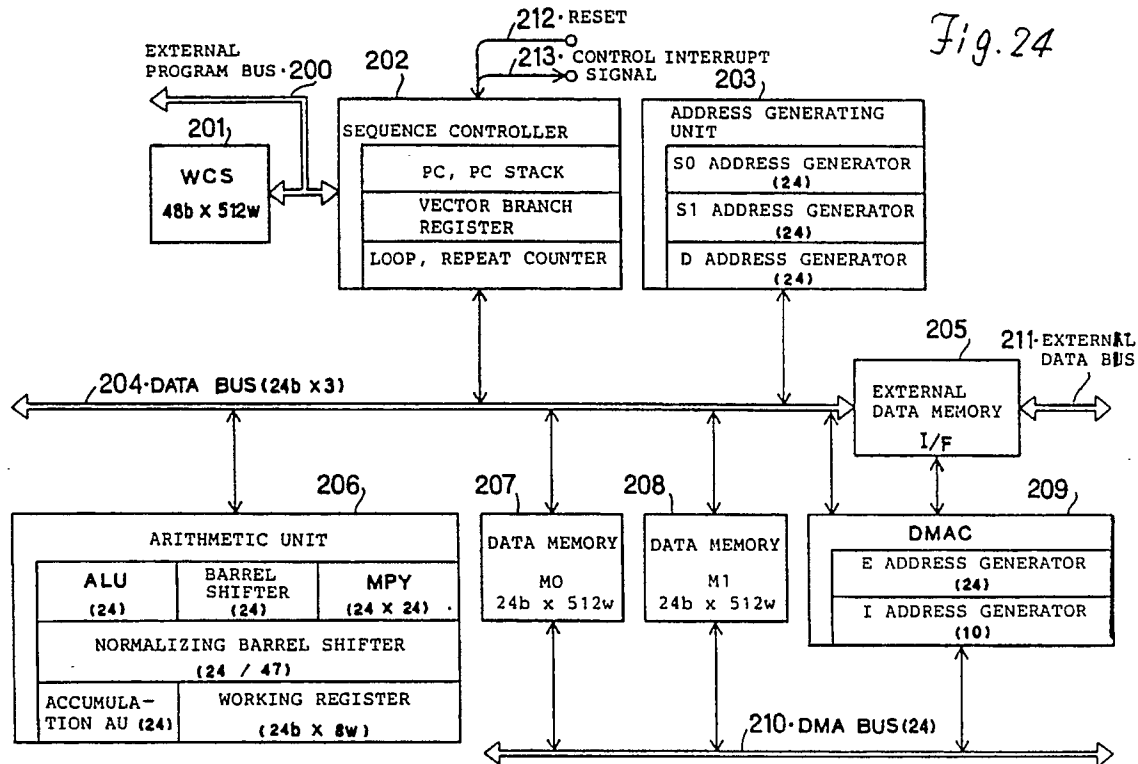 Fig. 24
212· RESET
213· CONTROL INTERRUPT
SIGNAL
EXTERNAL
PROGRAM BUS· 200
201
WCS
48b X 512w
202
SEQUENCE CONTROLLER
PC, PC STACK
VECTOR BRANCH
REGISTER
LOOP, REPEAT COUNTER
203
ADDRESS GENERATING
UNIT
S0 ADDRESS GENERATOR
(24)
S1 ADDRESS GENERATOR
(24)
D ADDRESS GENERATOR
(24)
204· DATA BUS (24b x 3)
205
EXTERNAL
DATA MEMORY
I/F
211· EXTERNAL
DATA BUS
206
ARITHMETIC UNIT
ALU
(24)
BARREL
SHIFTER
(24)
MPY
(24 X 24)
NORMALIZING BARREL SHIFTER
(24 / 47)
ACCUMULA-
TION AU (24)
WORKING REGISTER
(24b X 8w)
207
DATA MEMORY
M0
24b x 512w
208
DATA MEMORY
M1
24b x 512w
209
DMAC
E ADDRESS GENERATOR
(24)
I ADDRESS GENERATOR
(10)
210· DMA BUS (24)